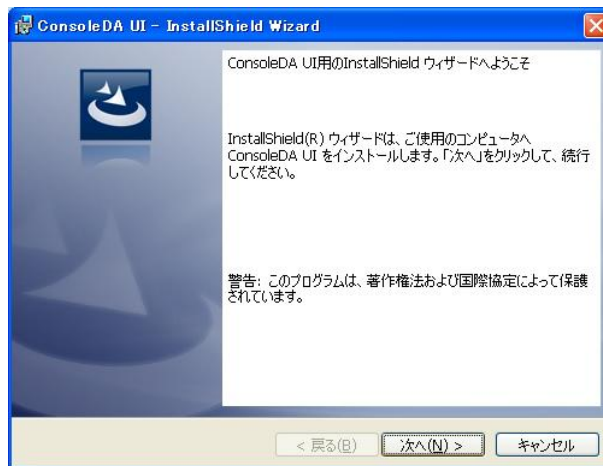 ConsoleDA UI - InstallShield Wizard
ConsoleDA UI用のInstallShield ウィザードへようこそ
InstallShield(R) ウィザードは、ご使用のコンピュータへ
ConsoleDA UI をインストールします。「次へ」をクリックして、続行
してください。
警告: このプログラムは、著作権法および国際協定によって保護
されています。
< 戻る(B)
次へ(N) >
キャンセル